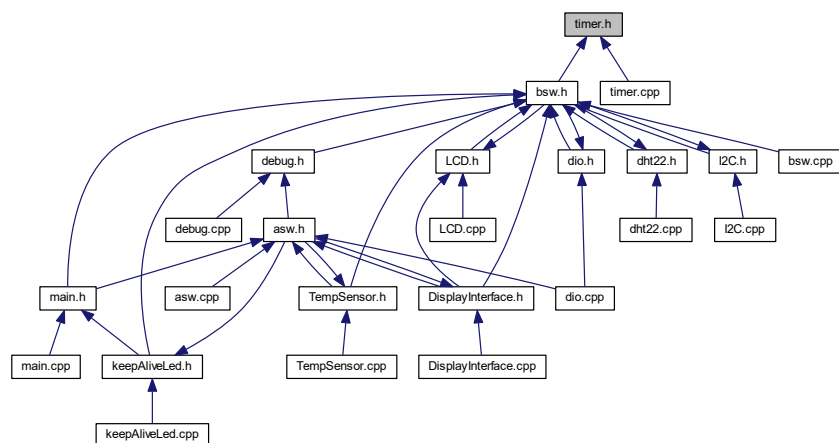 timer.h
bsw.h
timer.cpp
debug.h
LCD.h
dio.h
dht22.h
I2C.h
bsw.cpp
debug.cpp
asw.h
LCD.cpp
dht22.cpp
I2C.cpp
main.h
asw.cpp
TempSensor.h
DisplayInterface.h
dio.cpp
main.cpp
keepAliveLed.h
TempSensor.cpp
DisplayInterface.cpp
keepAliveLed.cpp